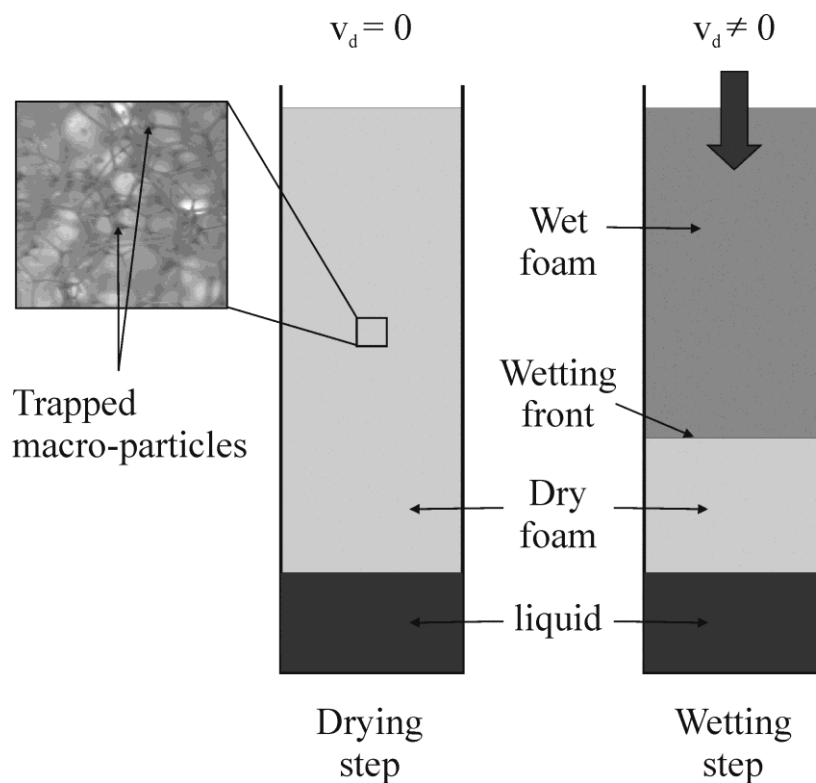 v_d = 0
v_d ≠ 0
Wet
foam
Wetting
front
Trapped
macro-particles
Dry
foam
liquid
Drying
step
Wetting
step